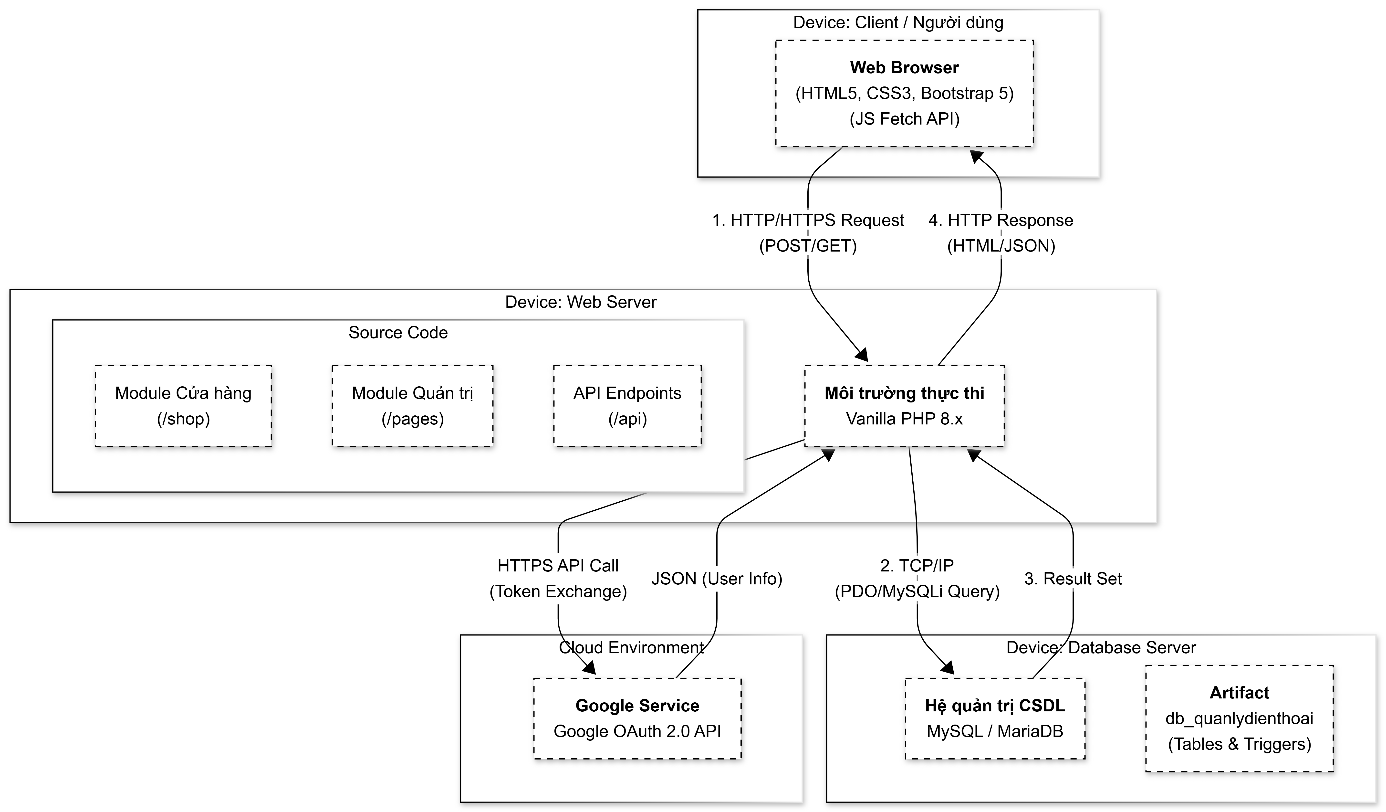 Device: Client / Người dùng
Web Browser
(HTML5, CSS3, Bootstrap 5)
(JS Fetch API)
1. HTTP/HTTPS Request
(POST/GET)
4. HTTP Response
(HTML/JSON)
Device: Web Server
Source Code
Module Cửa hàng
(/shop)
Module Quản trị
(/pages)
API Endpoints
(/api)
Môi trường thực thi
Vanilla PHP 8.x
HTTPS API Call
(Token Exchange)
JSON (User Info)
2. TCP/IP
(PDO/MySQLi Query)
3. Result Set
Cloud Environment
Google Service
Google OAuth 2.0 API
Device: Database Server
Hệ quản trị CSDL
MySQL / MariaDB
Artifact
db_quanlydienthoai
(Tables & Triggers)